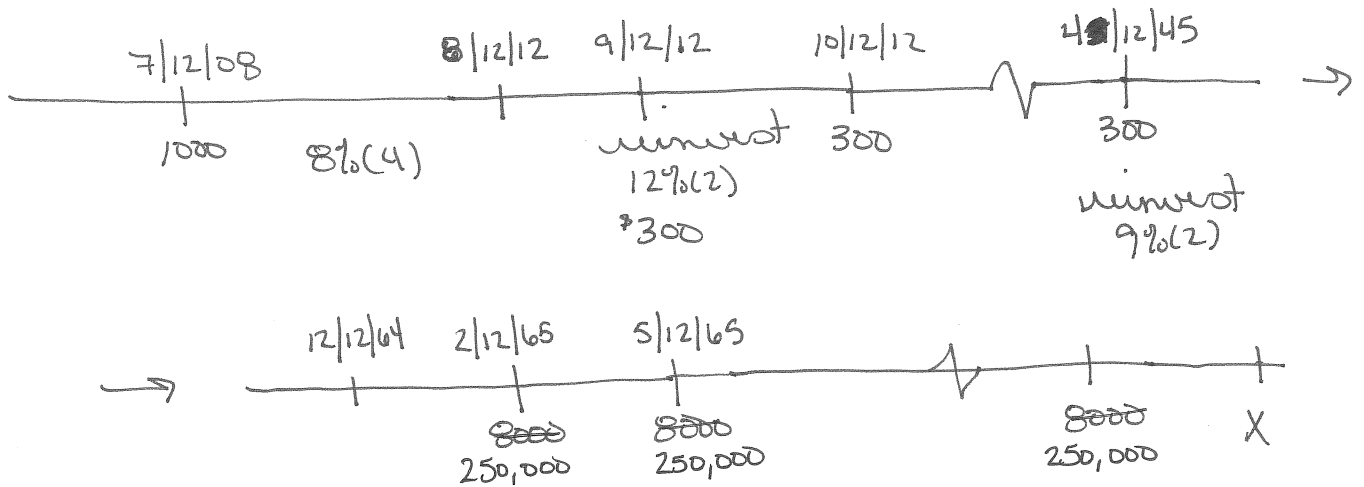 7/12/08 8/12/12 9/12/12 10/12/12 4/12/45
1000 8%(4) reinvest 300 300
12%(2) reinvest
$300 9%(2)
12/12/64 2/12/65 5/12/65
8000 8000 8000 X
250,000 250,000 250,000